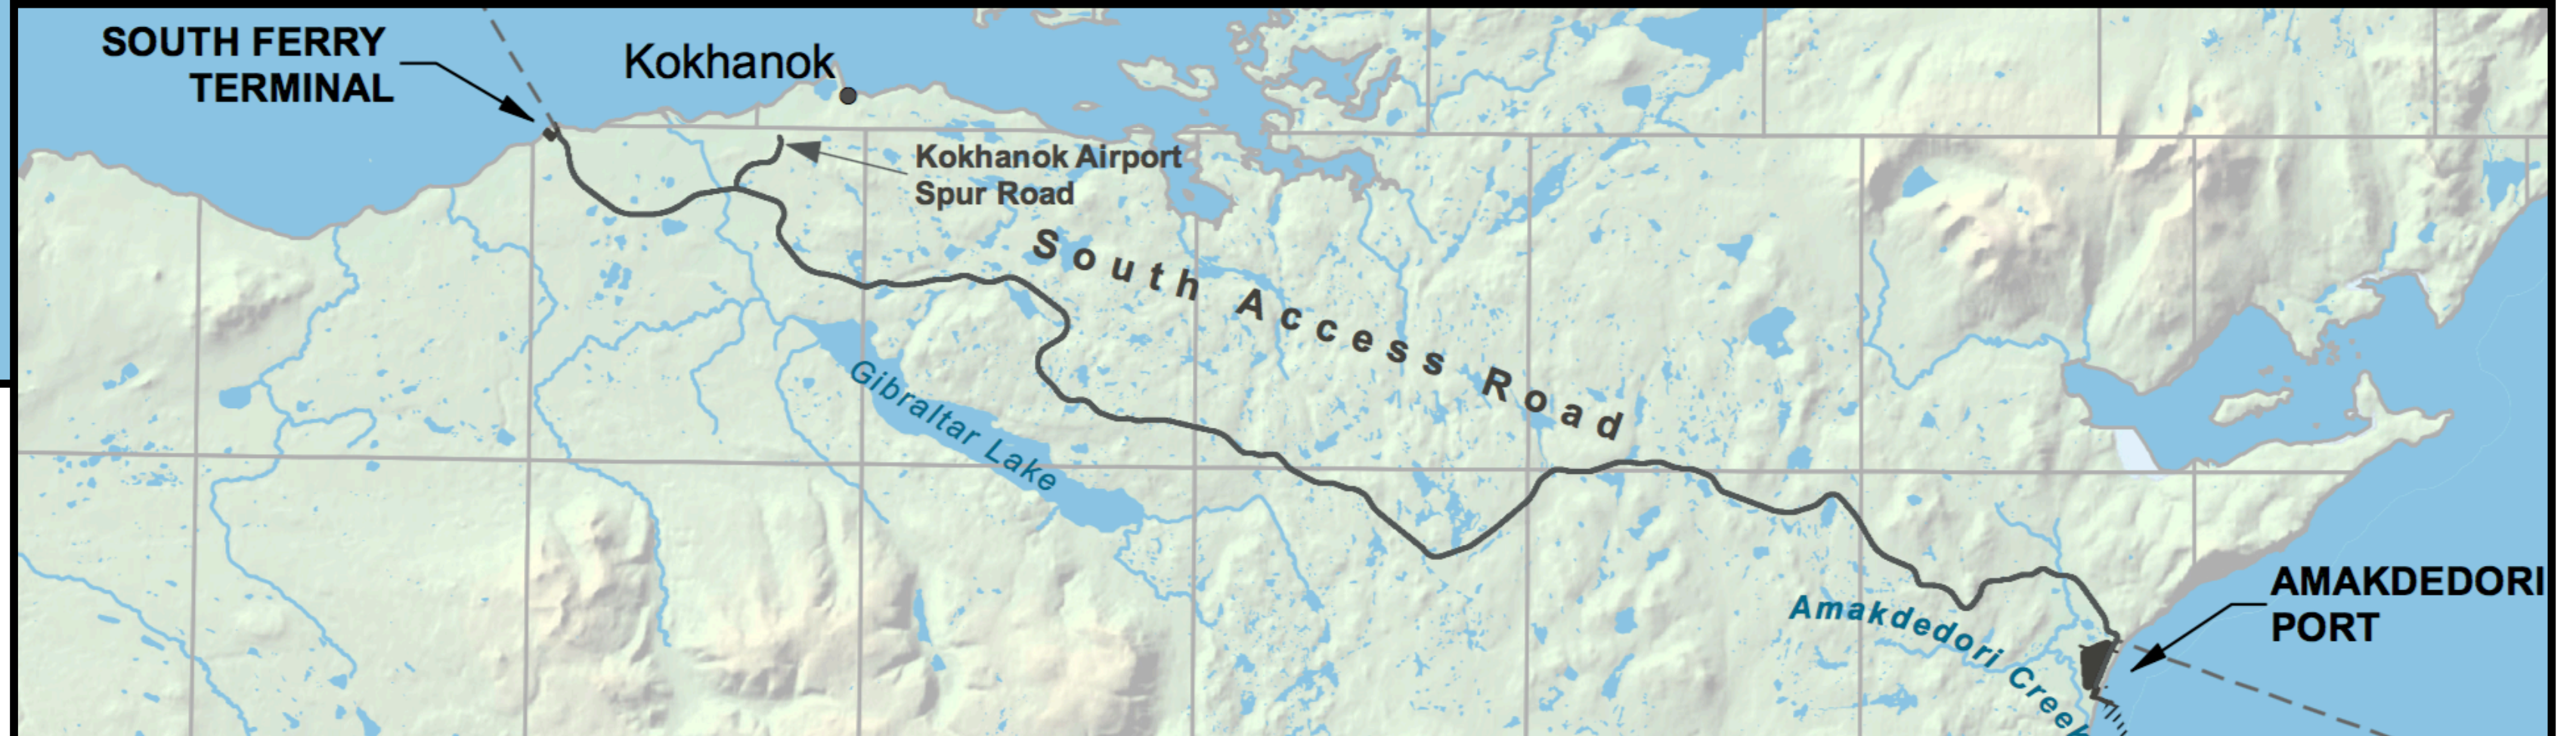 SOUTH FERRY
TERMINAL
Kokhanok
Kokhanok Airport
Spur Road
South Access Road
Gibraltar Lake
Amakdedori Creek
AMAKDEDORI
PORT